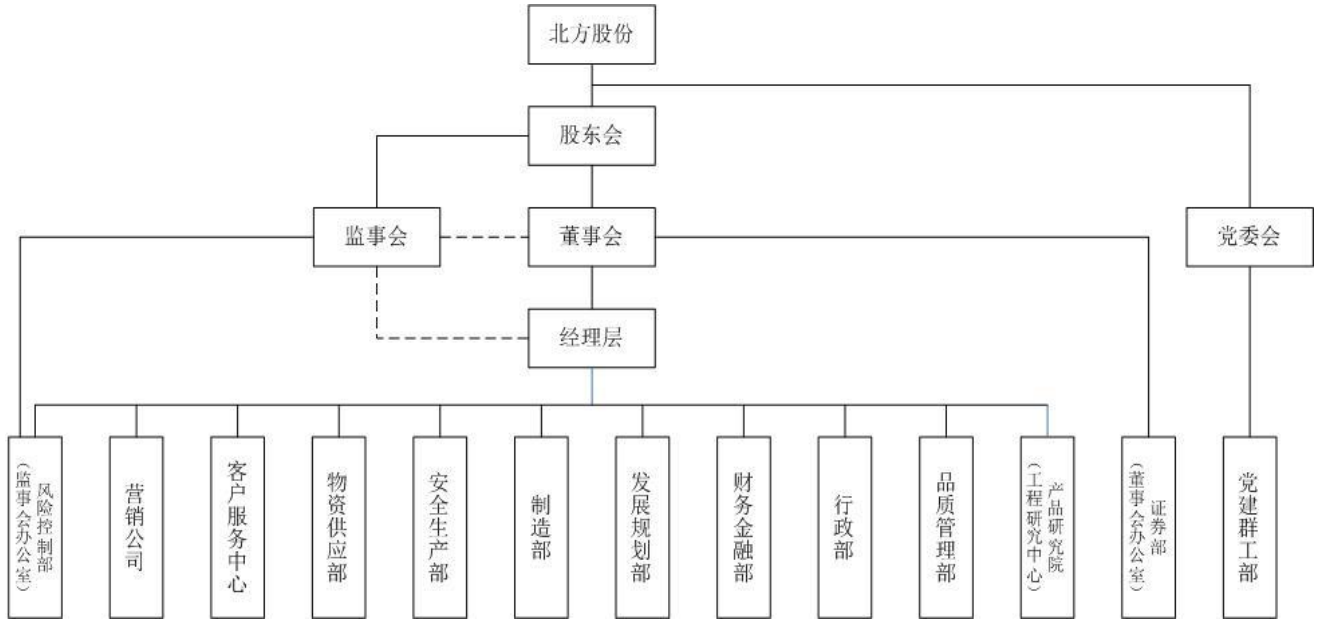 北方股份
股东会
监事会
董事会
党委会
经理层
风险控制部
(监事会办公室)
营销公司
客户服务中心
物资供应部
安全生产部
制造部
发展规划部
财务金融部
行政部
品质管理部
产品研究院
(工程研究中心)
证券部
(董事会办公室)
党建群工部